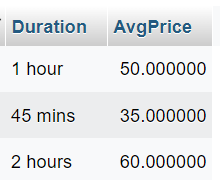 Duration AvgPrice
1 hour 50.000000
45 mins 35.000000
2 hours 60.000000